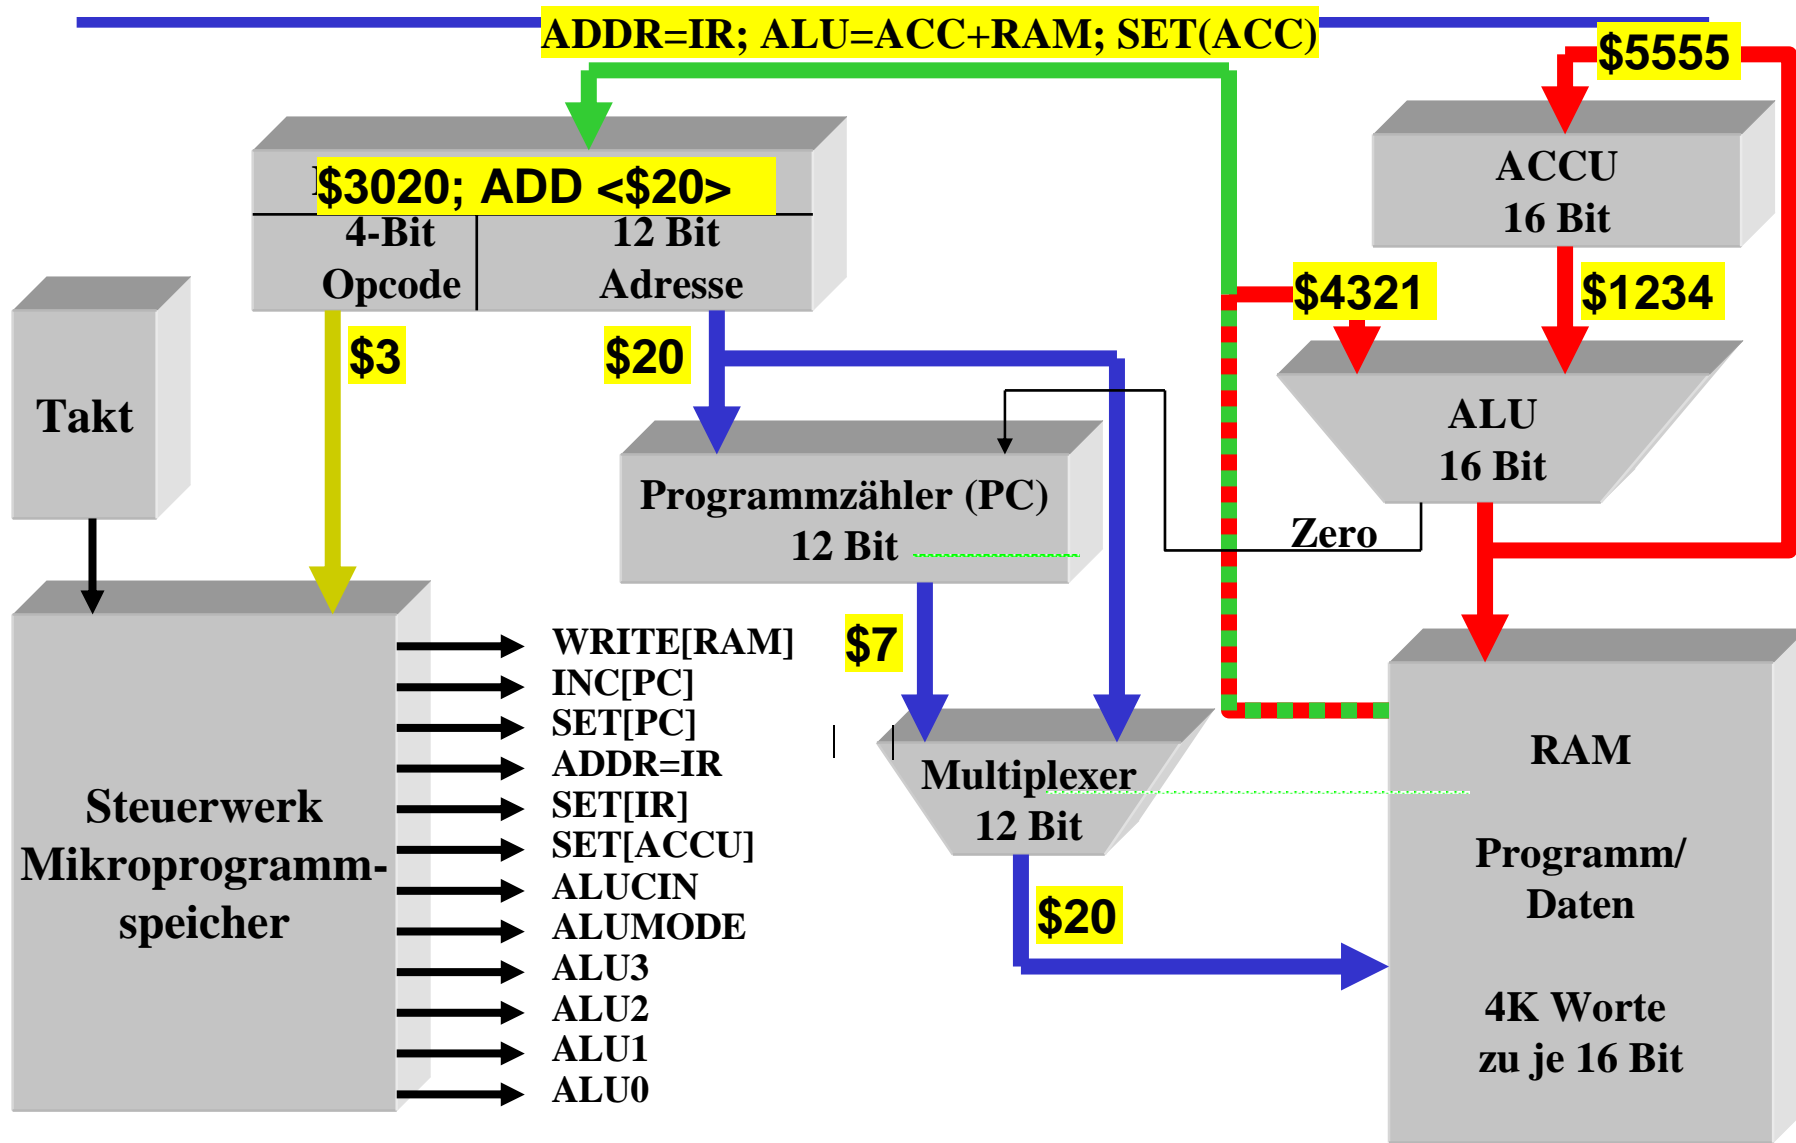 ADDR=IR; ALU=ACC+RAM; SET(ACC)
$5555
ACCU
16 Bit
$3020; ADD <$20>
4-Bit
Opcode
12 Bit
Adresse
$4321
$1234
$3
$20
Takt
ALU
16 Bit
Programmzähler (PC)
12 Bit
Zero
$7
WRITE[RAM]
INC[PC]
SET[PC]
ADDR=IR
SET[IR]
SET[ACCU]
ALUCIN
ALUMODE
ALU3
ALU2
ALU1
ALU0
Steuerwerk
Mikroprogramm-
speicher
Multiplexer
12 Bit
$20
RAM
Programm/
Daten
4K Worte
zu je 16 Bit